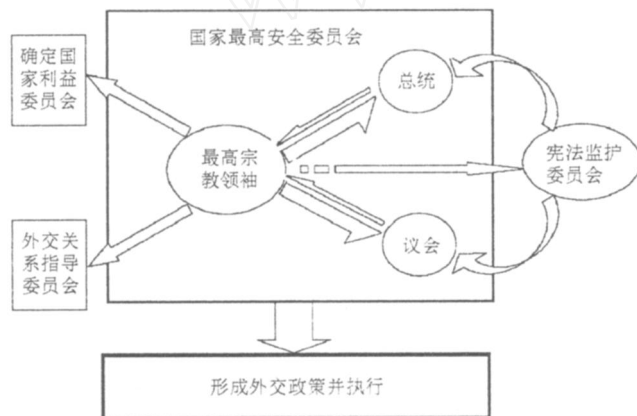 国家最高安全委员会
确定国
家利益
委员会
总统
最高宗
教领袖
宪法监护
委员会
外交关
系指导
委员会
议会
形成外交政策并执行